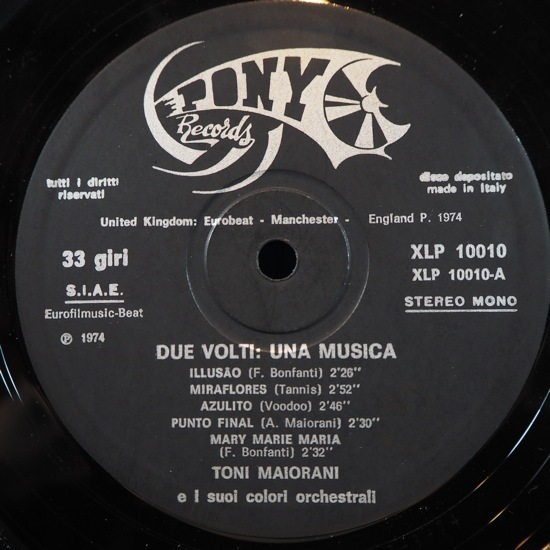 PONY
Records
tutti i diritti
riservati
disco depositato
made in Italy
United Kingdom: Eurobeat - Manchester - England P. 1974
33 giri
XLP 10010
XLP 10010-A
S.I.A.E.
STEREO MONO
Eurofilmusic-Beat
℗ 1974
DUE VOLTI: UNA MUSICA
ILLUSÃO (F. Bonfanti) 2'26''
MIRAFLORES (Tannis) 2'52''
AZULITO (Voodoo) 2'46''
PUNTO FINAL (A. Maiorani) 2'30''
MARY MARIE MARIA
(F. Bonfanti) 2'32''
TONI MAIORANI
e i suoi colori orchestrali